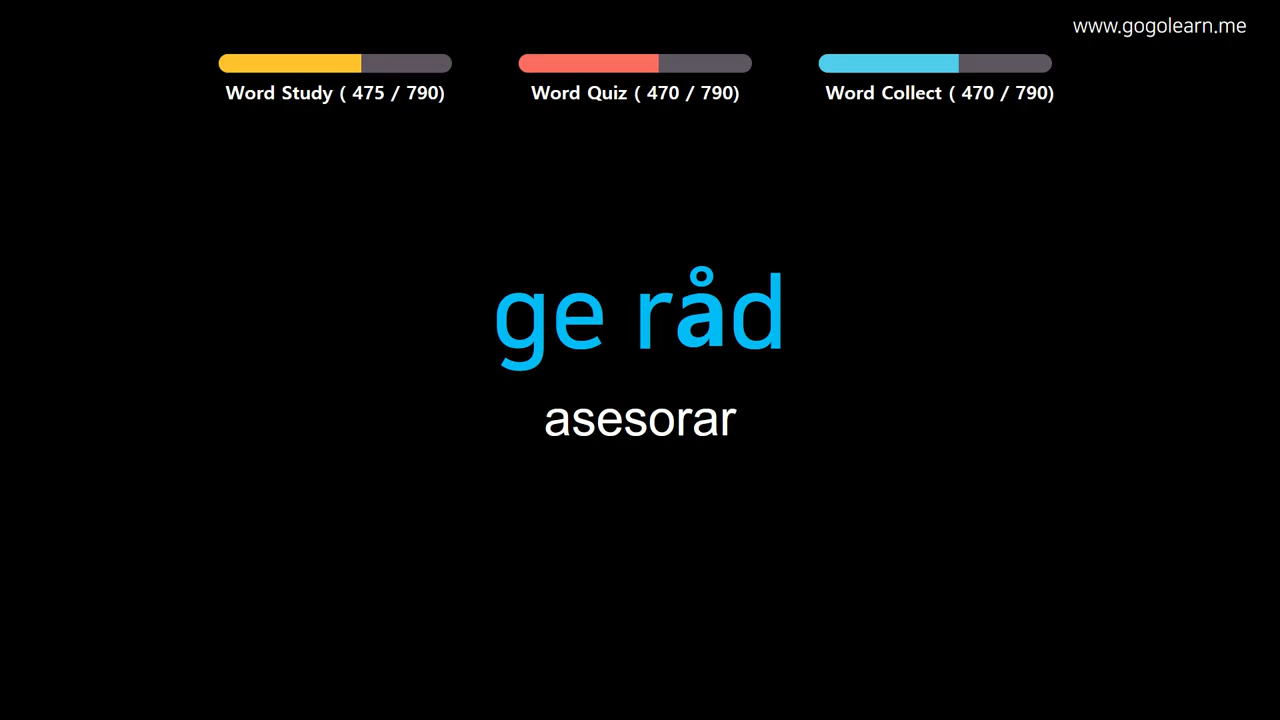 www.gogolearn.me
Word Study ( 475 / 790)
Word Quiz ( 470 / 790)
Word Collect ( 470 / 790)
ge råd
asesorar